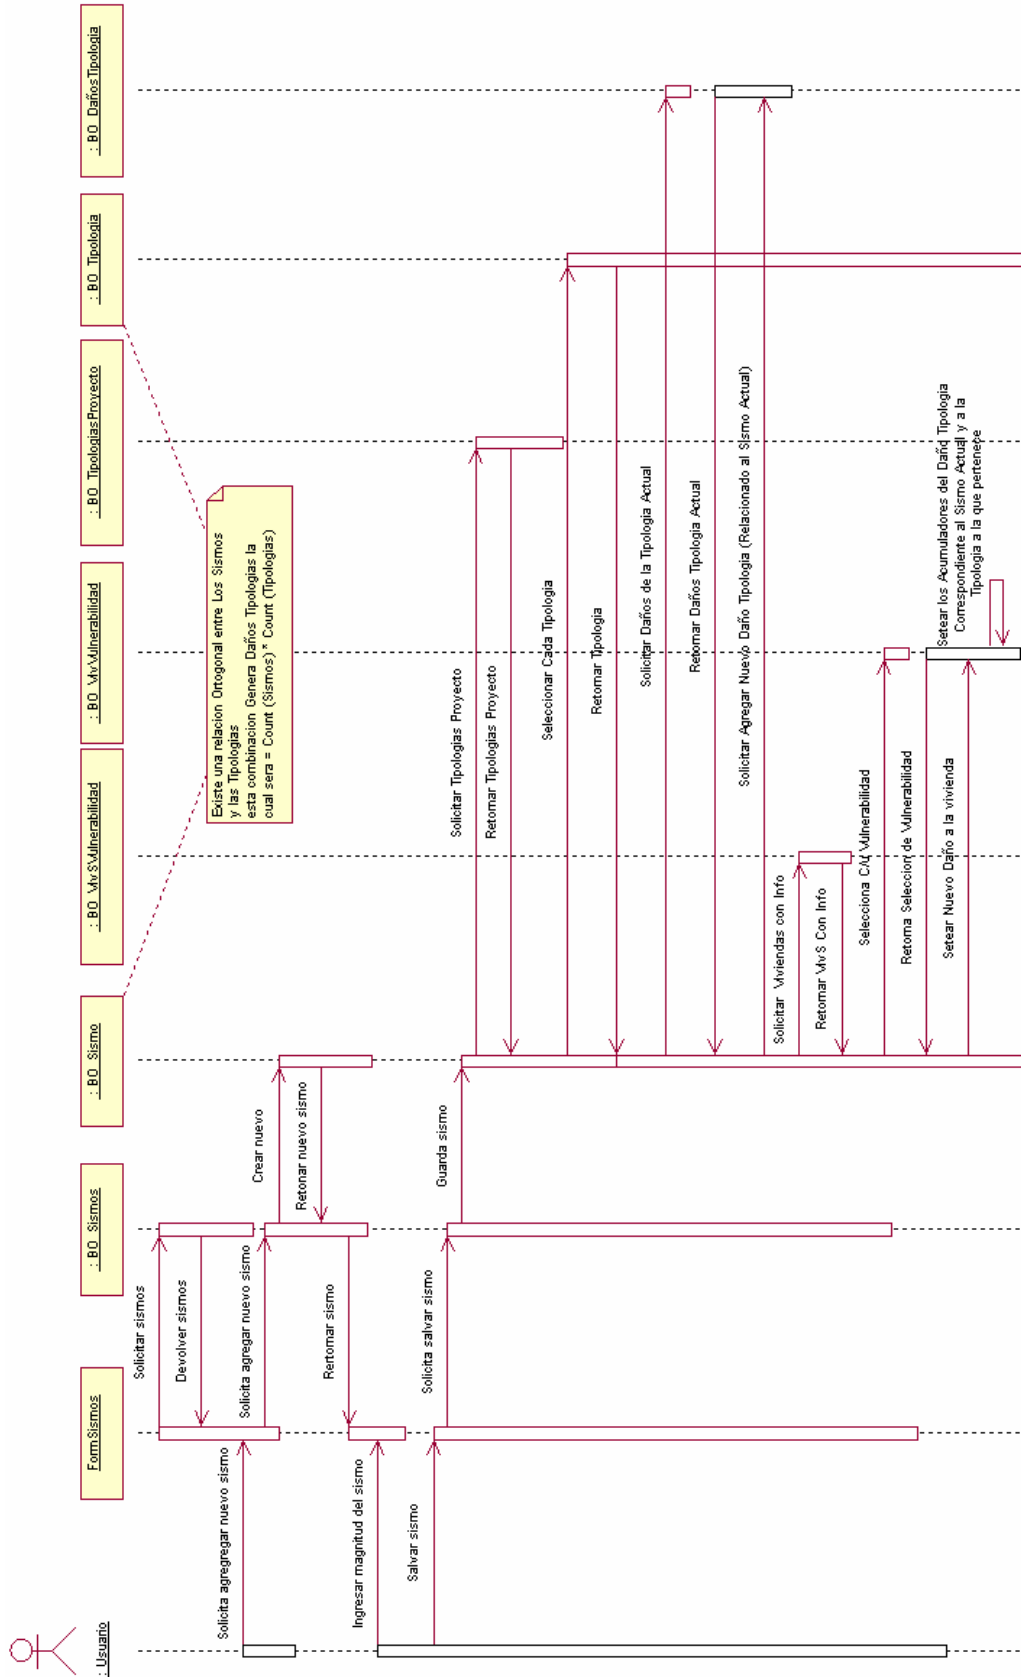 : Usuario
Form Sismos
: BO_Sismos
: BO_Sismo
: BO_VivSVulnerabilidad
: BO_VivVulnerabilidad
: BO_TipologiasProyecto
: BO_Tipologia
: BO_DañosTipologia
Existe una relacion Ortogonal entre Los Sismos
y las Tipologias
esta combinacion Genera Daños Tipologias la
cual sera = Count (Sismos) * Count (Tipologias)
Solicitar sismos
Devolver sismos
Solicita agregregar nuevo sismo
Solicita agregar nuevo sismo
Crear nuevo
Retonar nuevo sismo
Rertornar sismo
Ingresar magnitud del sismo
Salvar sismo
Solicita salvar sismo
Guarda sismo
Solicitar Tipologias Proyecto
Retornar Tipologias Proyecto
Seleccionar Cada Tipologia
Retornar Tipologia
Solicitar Daños de la Tipologia Actual
Retornar Daños Tipologia Actual
Solicitar Agregar Nuevo Daño Tipologia (Relacionado al Sismo Actual)
Solicitar Viviendas con Info
Retornar VivS Con Info
Selecciona C/u Vulnerabilidad
Retorna Seleccion de Vulnerabilidad
Setear Nuevo Daño a la vivienda
Setear los Acumuladores del Daño Tipologia
Correspondiente al Sismo Actual y a la
Tipologia a la que pertenece